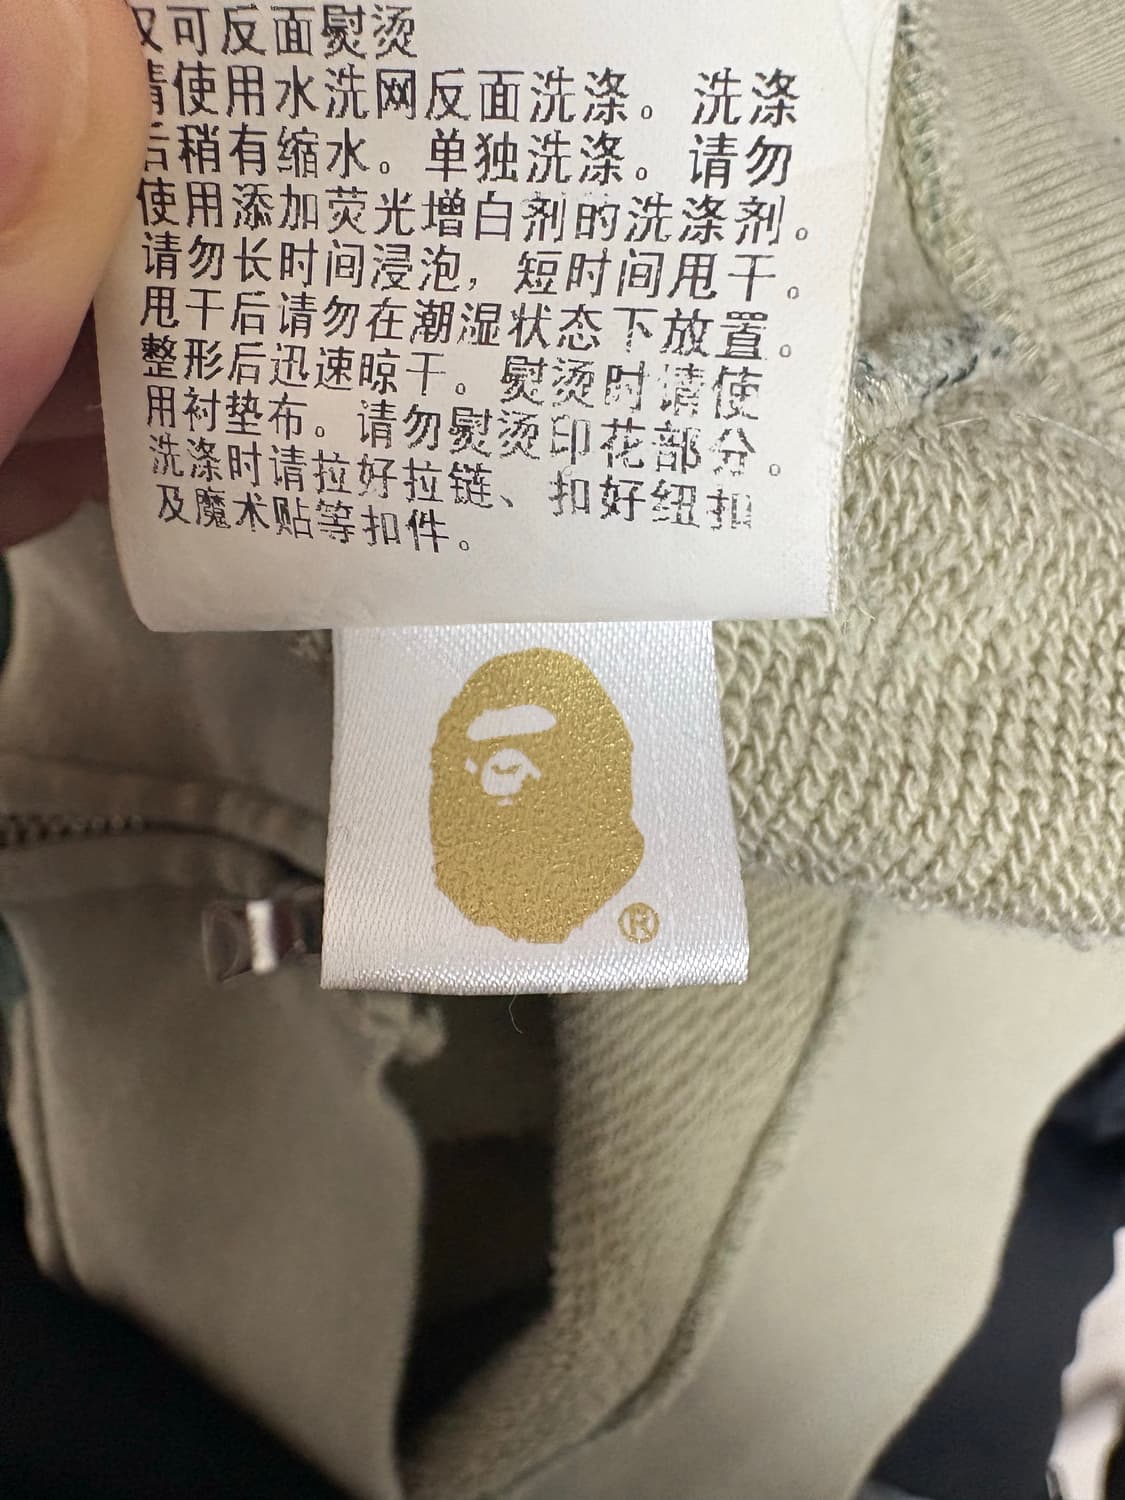 仅可反面熨烫
请使用水洗网反面洗涤。洗涤
后稍有缩水。单独洗涤。请勿
使用添加荧光增白剂的洗涤剂。
请勿长时间浸泡，短时间甩干。
甩干后请勿在潮湿状态下放置。
整形后迅速晾干。熨烫时请使
用衬垫布。请勿熨烫印花部分。
洗涤时请拉好拉链、扣好纽扣
及魔术贴等扣件。
®